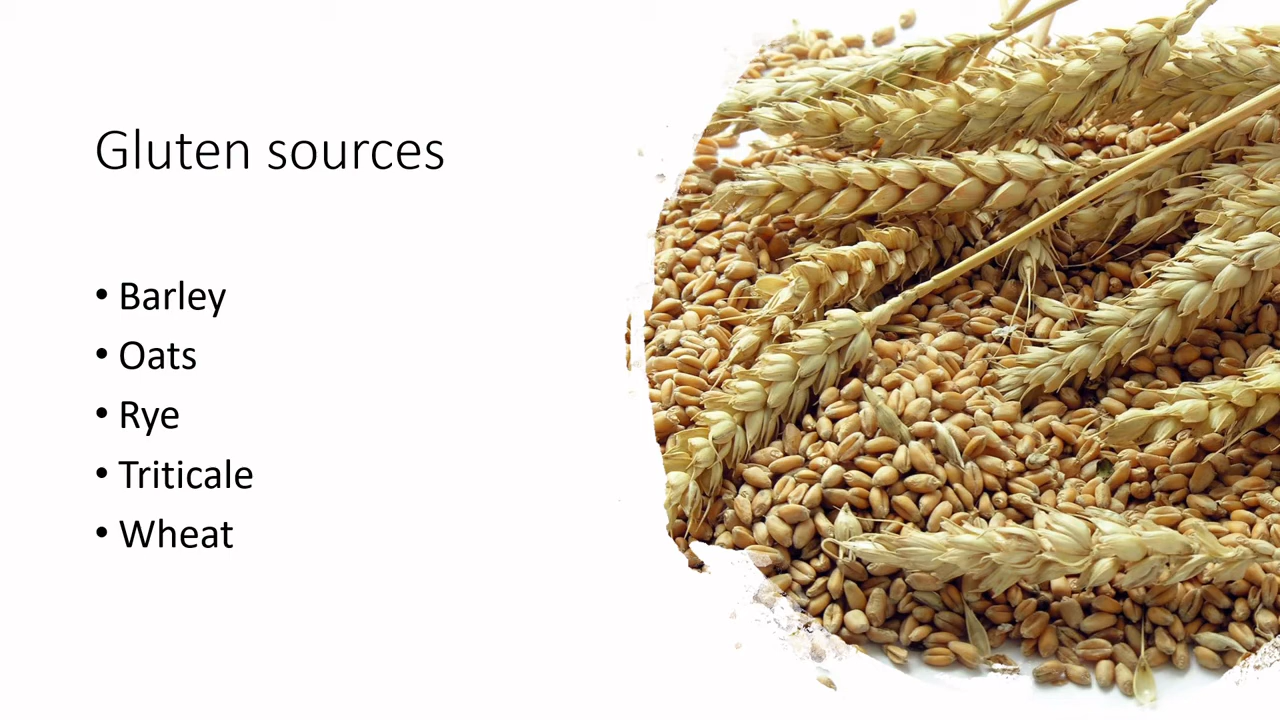 Gluten sources
• Barley
• Oats
• Rye
• Triticale
• Wheat